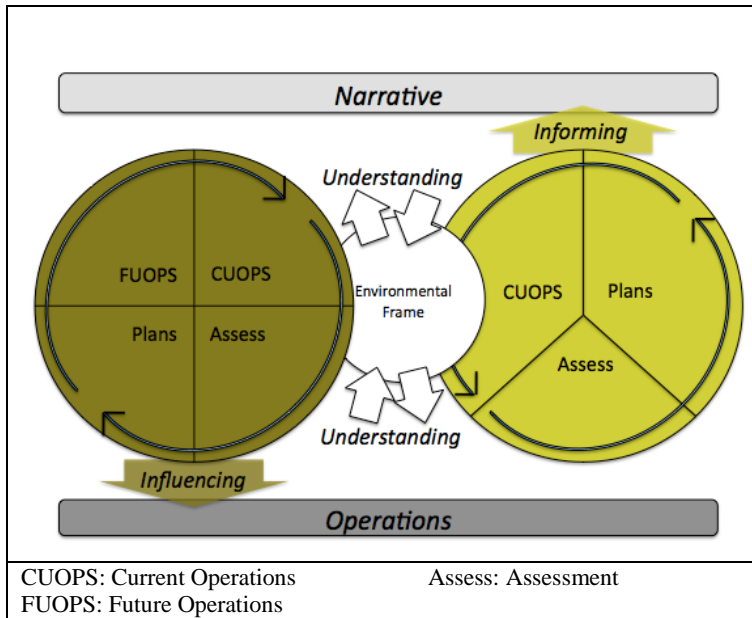 Narrative
Informing
Understanding
FUOPS CUOPS
Environmental
Frame
CUOPS Plans
Plans Assess
Assess
Understanding
Influencing
Operations
CUOPS: Current Operations Assess: Assessment
FUOPS: Future Operations